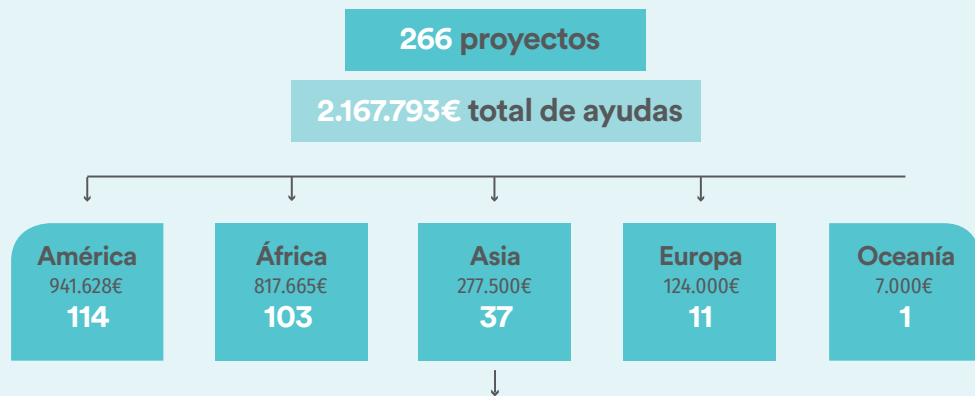 266 proyectos
2.167.793€ total de ayudas
América
941.628€
114
África
817.665€
103
Asia
277.500€
37
Europa
124.000€
11
Oceanía
7.000€
1